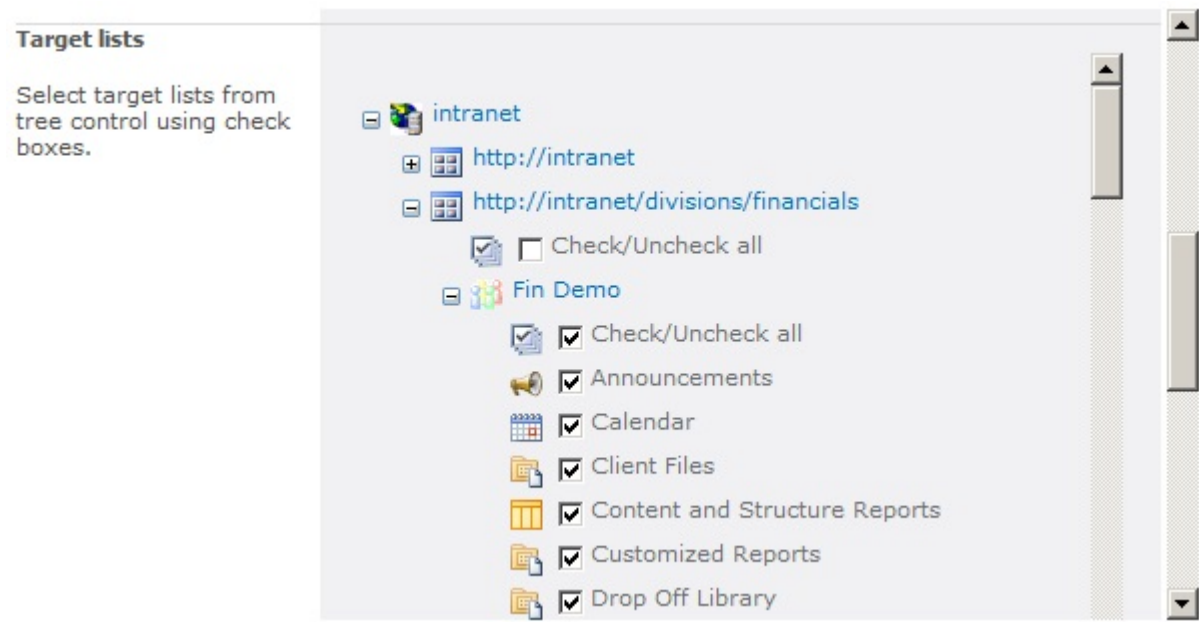 Target lists
Select target lists from
tree control using check
boxes.
intranet
http://intranet
http://intranet/divisions/financials
Check/Uncheck all
Fin Demo
Check/Uncheck all
Announcements
Calendar
Client Files
Content and Structure Reports
Customized Reports
Drop Off Library